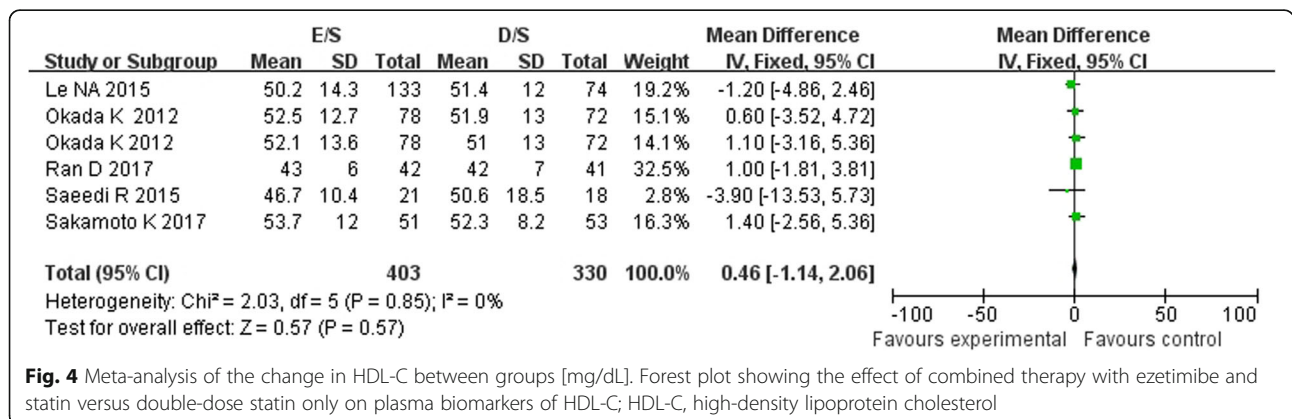 E/S D/S Mean Difference Mean Difference
Study or Subgroup Mean SD Total Mean SD Total Weight IV, Fixed, 95% CI IV, Fixed, 95% CI
Le NA 2015 50.2 14.3 133 51.4 12 74 19.2% -1.20 [-4.86, 2.46]
Okada K 2012 52.5 12.7 78 51.9 13 72 15.1% 0.60 [-3.52, 4.72]
Okada K 2012 52.1 13.6 78 51 13 72 14.1% 1.10 [-3.16, 5.36]
Ran D 2017 43 6 42 42 7 41 32.5% 1.00 [-1.81, 3.81]
Saeedi R 2015 46.7 10.4 21 50.6 18.5 18 2.8% -3.90 [-13.53, 5.73]
Sakamoto K 2017 53.7 12 51 52.3 8.2 53 16.3% 1.40 [-2.56, 5.36]
Total (95% CI) 403 330 100.0% 0.46 [-1.14, 2.06]
Heterogeneity: Chi² = 2.03, df = 5 (P = 0.85); I² = 0%
Test for overall effect: Z = 0.57 (P = 0.57)
-100 -50 0 50 100
Favours experimental Favours control
Fig. 4 Meta-analysis of the change in HDL-C between groups [mg/dL]. Forest plot showing the effect of combined therapy with ezetimibe and
statin versus double-dose statin only on plasma biomarkers of HDL-C; HDL-C, high-density lipoprotein cholesterol